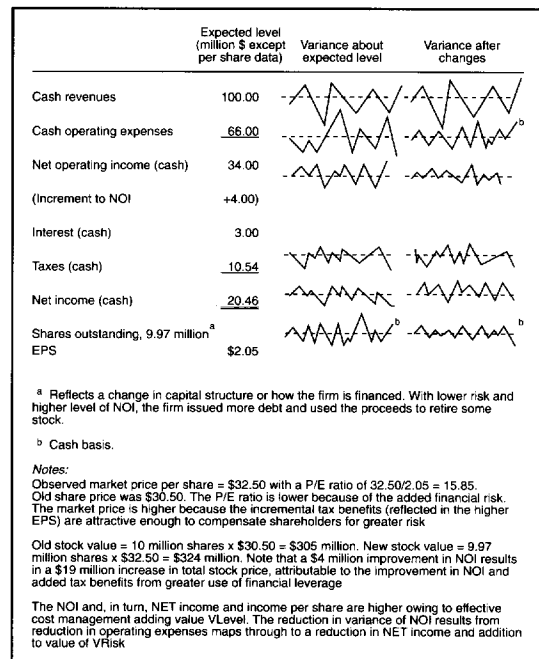 Expected level
(million $ except
per share data)
Variance about
expected level
Variance after
changes
Cash revenues 100.00
Cash operating expenses 66.00 b
Net operating income (cash) 34.00
(Increment to NOI +4.00)
Interest (cash) 3.00
Taxes (cash) 10.54
Net income (cash) 20.46
Shares outstanding, 9.97 million a b b
EPS $2.05
a Reflects a change in capital structure or how the firm is financed. With lower risk and
higher level of NOI, the firm issued more debt and used the proceeds to retire some
stock.
b Cash basis.
Notes:
Observed market price per share = $32.50 with a P/E ratio of 32.50/2.05 = 15.85.
Old share price was $30.50. The P/E ratio is lower because of the added financial risk.
The market price is higher because the incremental tax benefits (reflected in the higher
EPS) are attractive enough to compensate shareholders for greater risk
Old stock value = 10 million shares x $30.50 = $305 million. New stock value = 9.97
million shares x $32.50 = $324 million. Note that a $4 million improvement in NOI results
in a $19 million increase in total stock price, attributable to the improvement in NOI and
added tax benefits from greater use of financial leverage
The NOI and, in turn, NET income and income per share are higher owing to effective
cost management adding value VLevel. The reduction in variance of NOI results from
reduction in operating expenses maps through to a reduction in NET income and addition
to value of VRisk